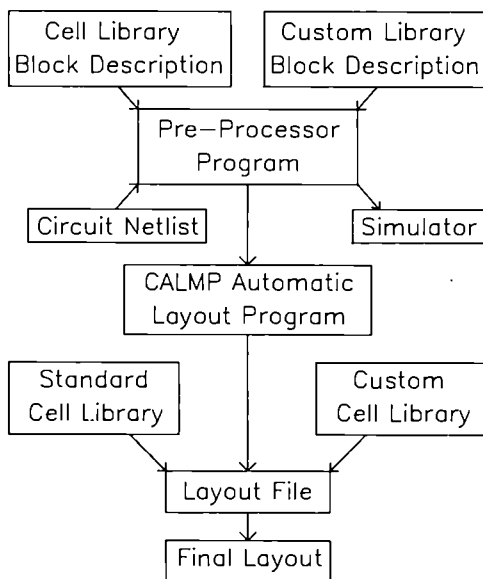 Cell Library
Block Description
Custom Library
Block Description
Pre-Processor
Program
Circuit Netlist
Simulator
CALMP Automatic
Layout Program
Standard
Cell Library
Custom
Cell Library
Layout File
Final Layout